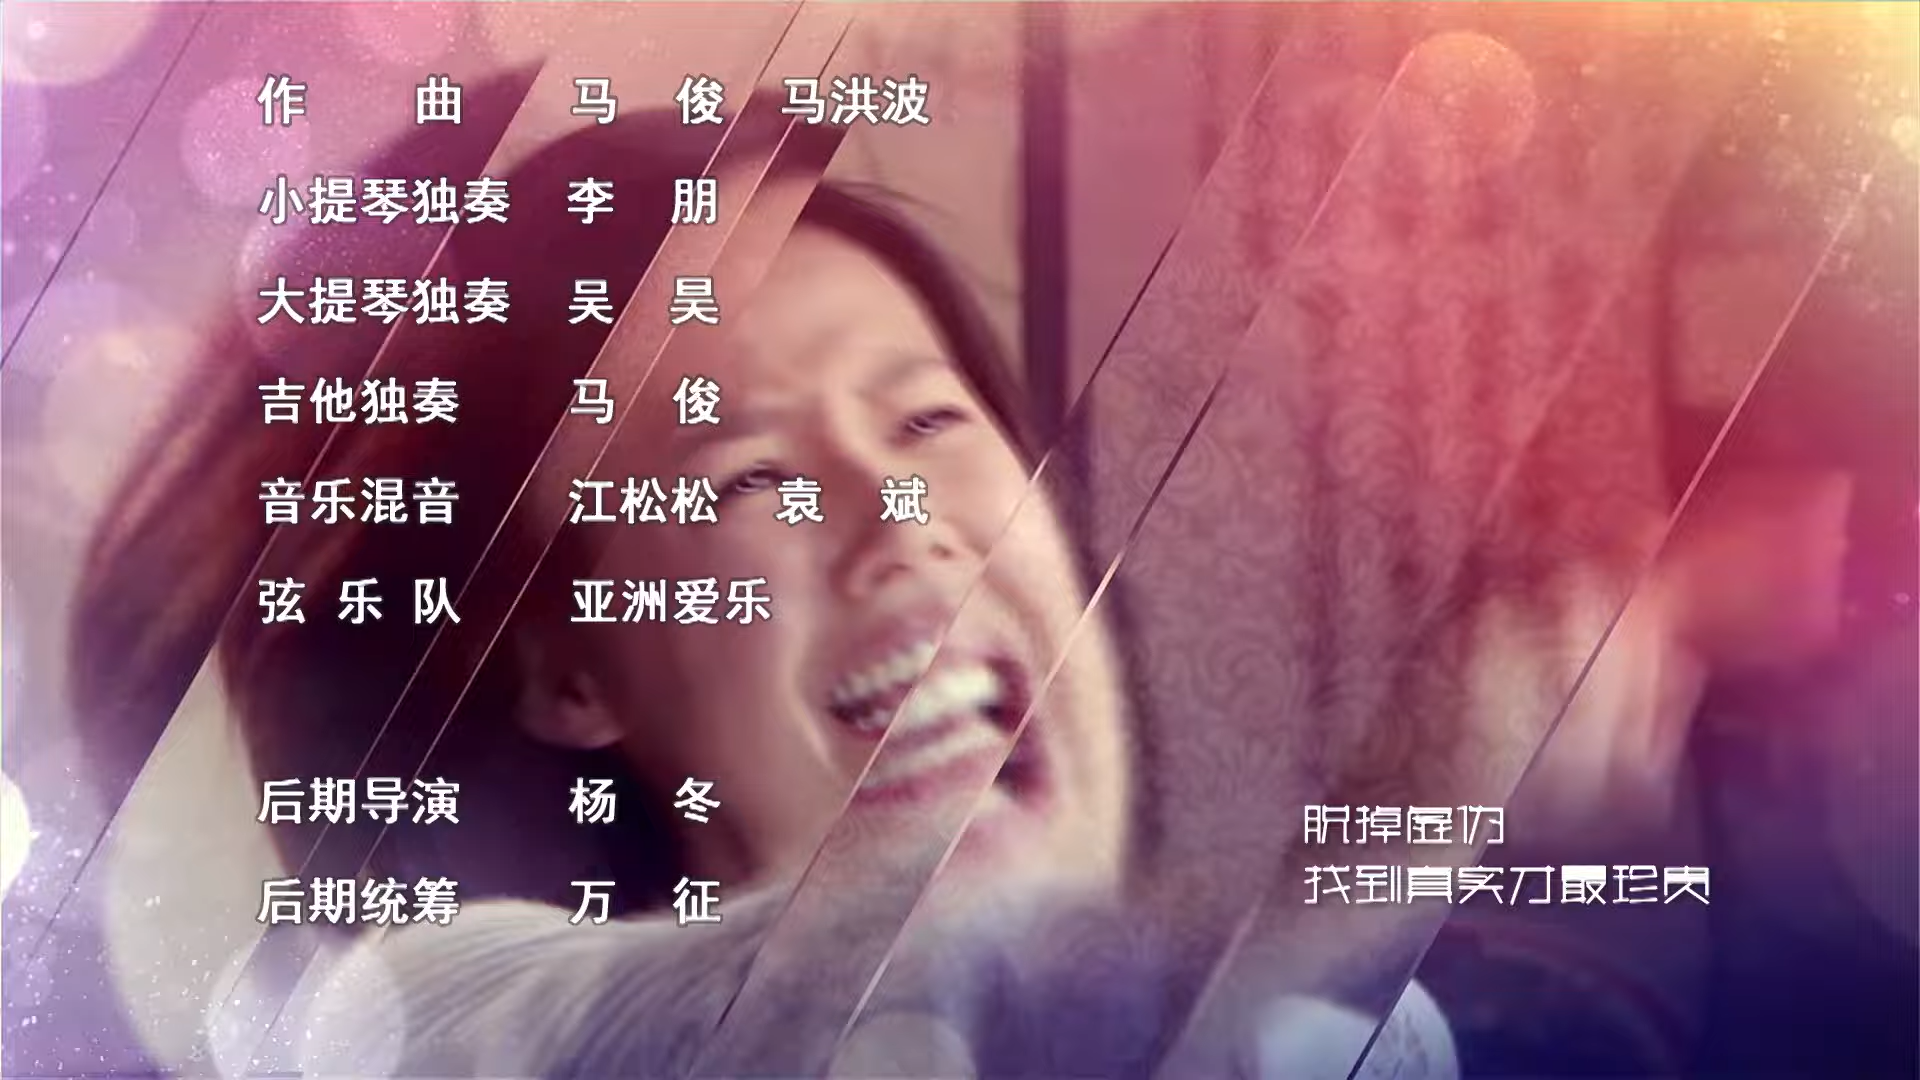 作曲 马俊 马洪波
小提琴独奏 李朋
大提琴独奏 吴昊
吉他独奏 马俊
音乐混音 江松松 袁斌
弦乐队 亚洲爱乐
后期导演 杨冬
后期统筹 万征
脱掉虚伪
找到真实才最珍贵